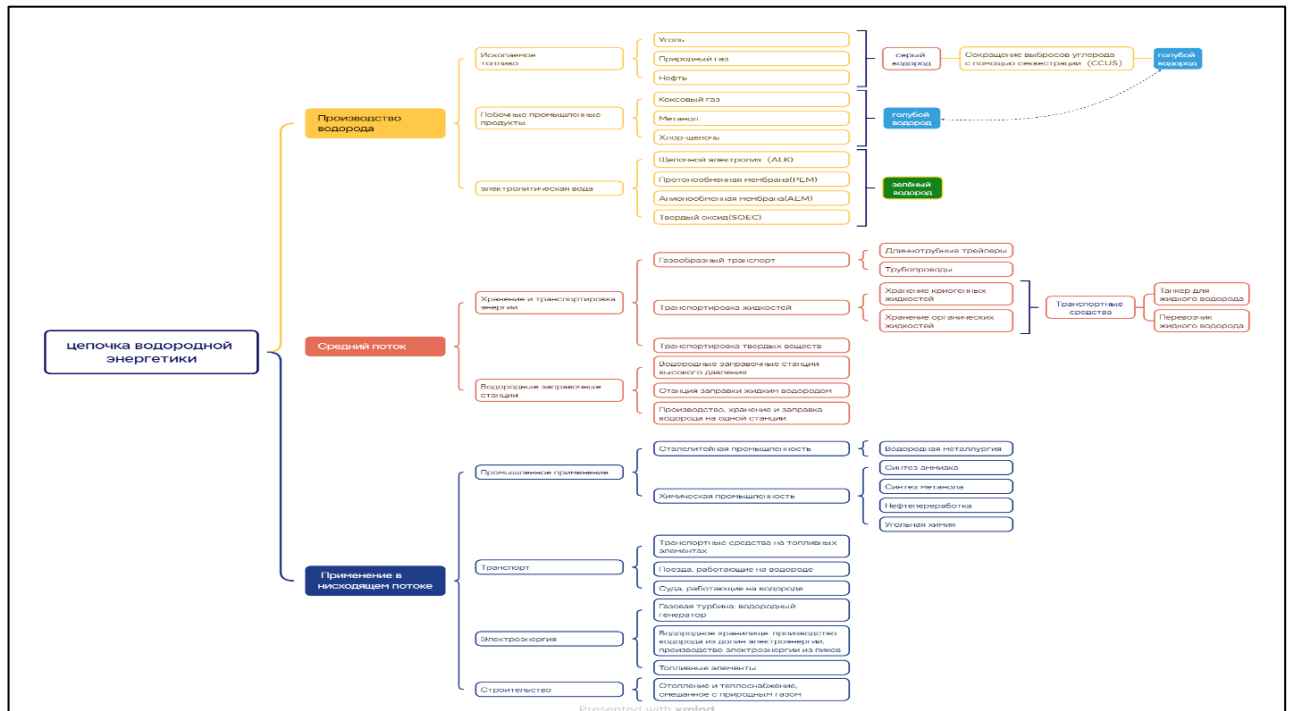 цепочка водородной
энергетики
Производство
водорода
Ископаемое
топливо
Уголь
Природный газ
Нефть
серый
водород
Сокращение выбросов углерода
с помощью секвестрации (CCUS)
голубой
водород
Побочные промышленные
продукты
Коксовый газ
Метанол
Хлор-щелочь
голубой
водород
электролитическая вода
Щелочной электролиз (ALK)
Протонообменная мембрана(PEM)
Анионообменная мембрана(AEM)
Твердый оксид(SOEC)
зелёный
водород
Средний поток
Хранение и транспортировка
энергии
Газообразный транспорт
Длиннотрубные трейлеры
Трубопроводы
Транспортировка жидкостей
Хранение криогенных
жидкостей
Хранение органических
жидкостей
Транспортные
средства
Танкер для
жидкого водорода
Перевозчик
жидкого водорода
Транспортировка твердых веществ
Водородные заправочные
станции
Водородные заправочные станции
высокого давления
Станция заправки жидким водородом
Производство, хранение и заправка
водорода на одной станции
Применение в
нисходящем потоке
Промышленное применение
Сталелитейная промышленность
Водородная металлургия
Химическая промышленность
Синтез аммиака
Синтез метанола
Нефтепереработка
Угольная химия
Транспорт
Транспортные средства на топливных
элементах
Поезда, работающие на водороде
Суда, работающие на водороде
Электроэнергия
Газовая турбина: водородный
генератор
Водородное хранилище: производство
водорода из долин электроэнергии,
производство электроэнергии из пиков
Топливные элементы
Строительство
Отопление и теплоснабжение,
смешанное с природным газом
Presented with xmind